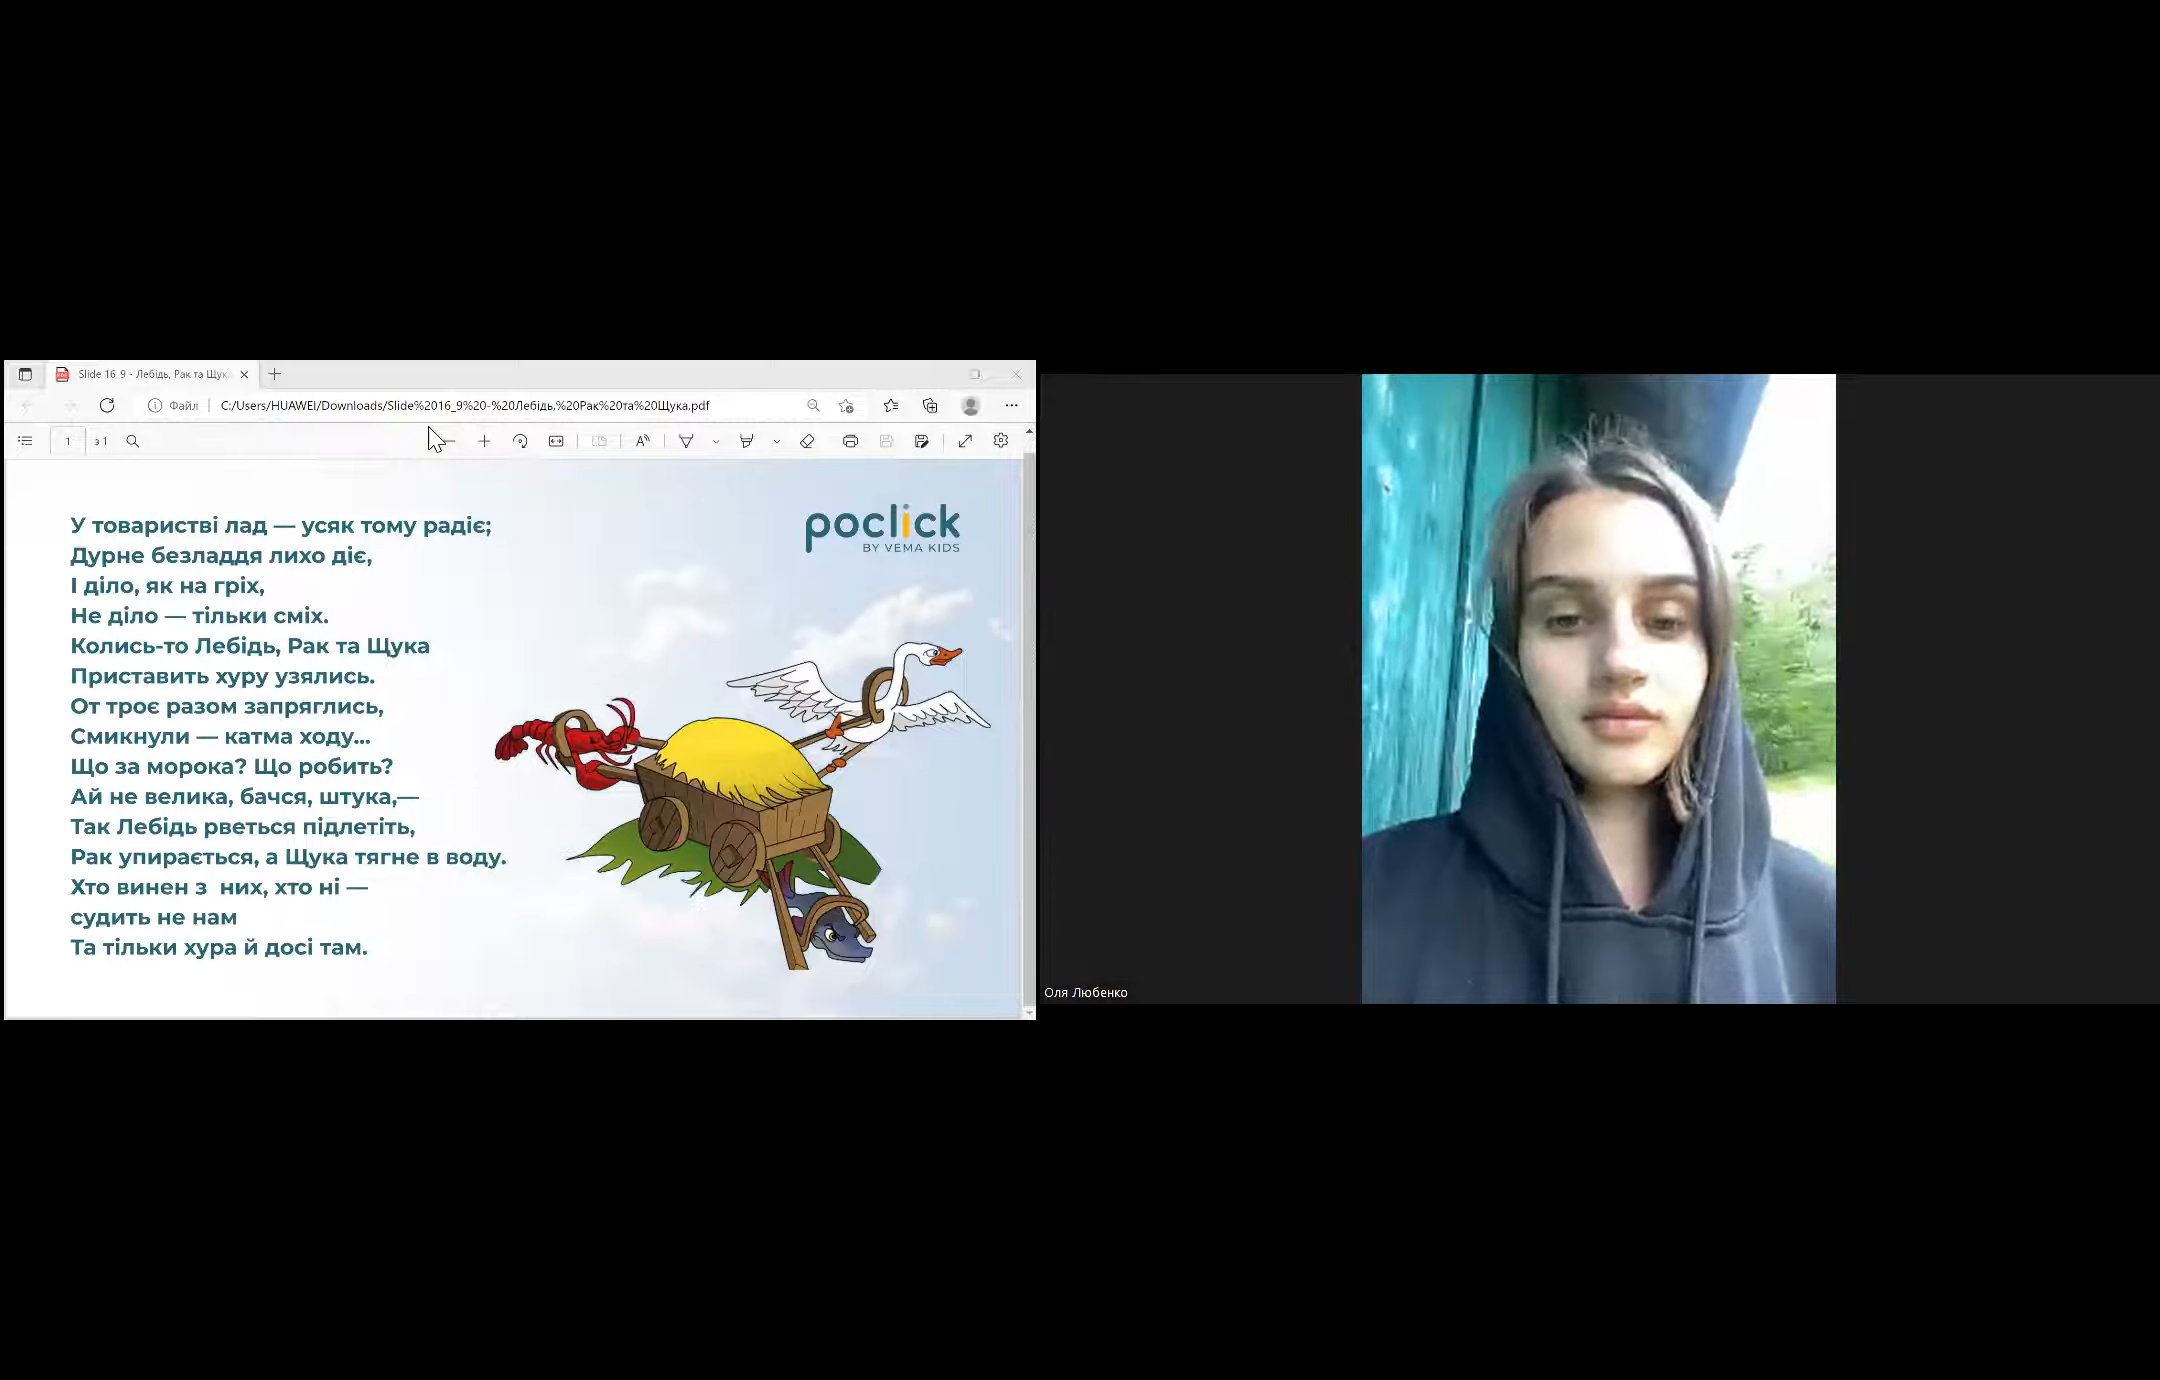 Slide 16_9 - Лебідь, Рак та Щук
Файл
C:/Users/HUAWEI/Downloads/Slide%2016_9%20-%20Лебідь,%20Рак%20та%20Щука.pdf
1 з 1
poclick
BY VEMA KIDS
У товаристві лад — усяк тому радіє;
Дурне безладдя лихо діє,
І діло, як на гріх,
Не діло — тільки сміх.
Колись-то Лебідь, Рак та Щука
Приставить хуру узялись.
От троє разом запряглись,
Смикнули — катма ходу...
Що за морока? Що робить?
Ай не велика, бачся, штука,—
Так Лебідь рветься підлетіть,
Рак упирається, а Щука тягне в воду.
Хто винен з  них, хто ні —
судить не нам
Та тільки хура й досі там.
Оля Любенко